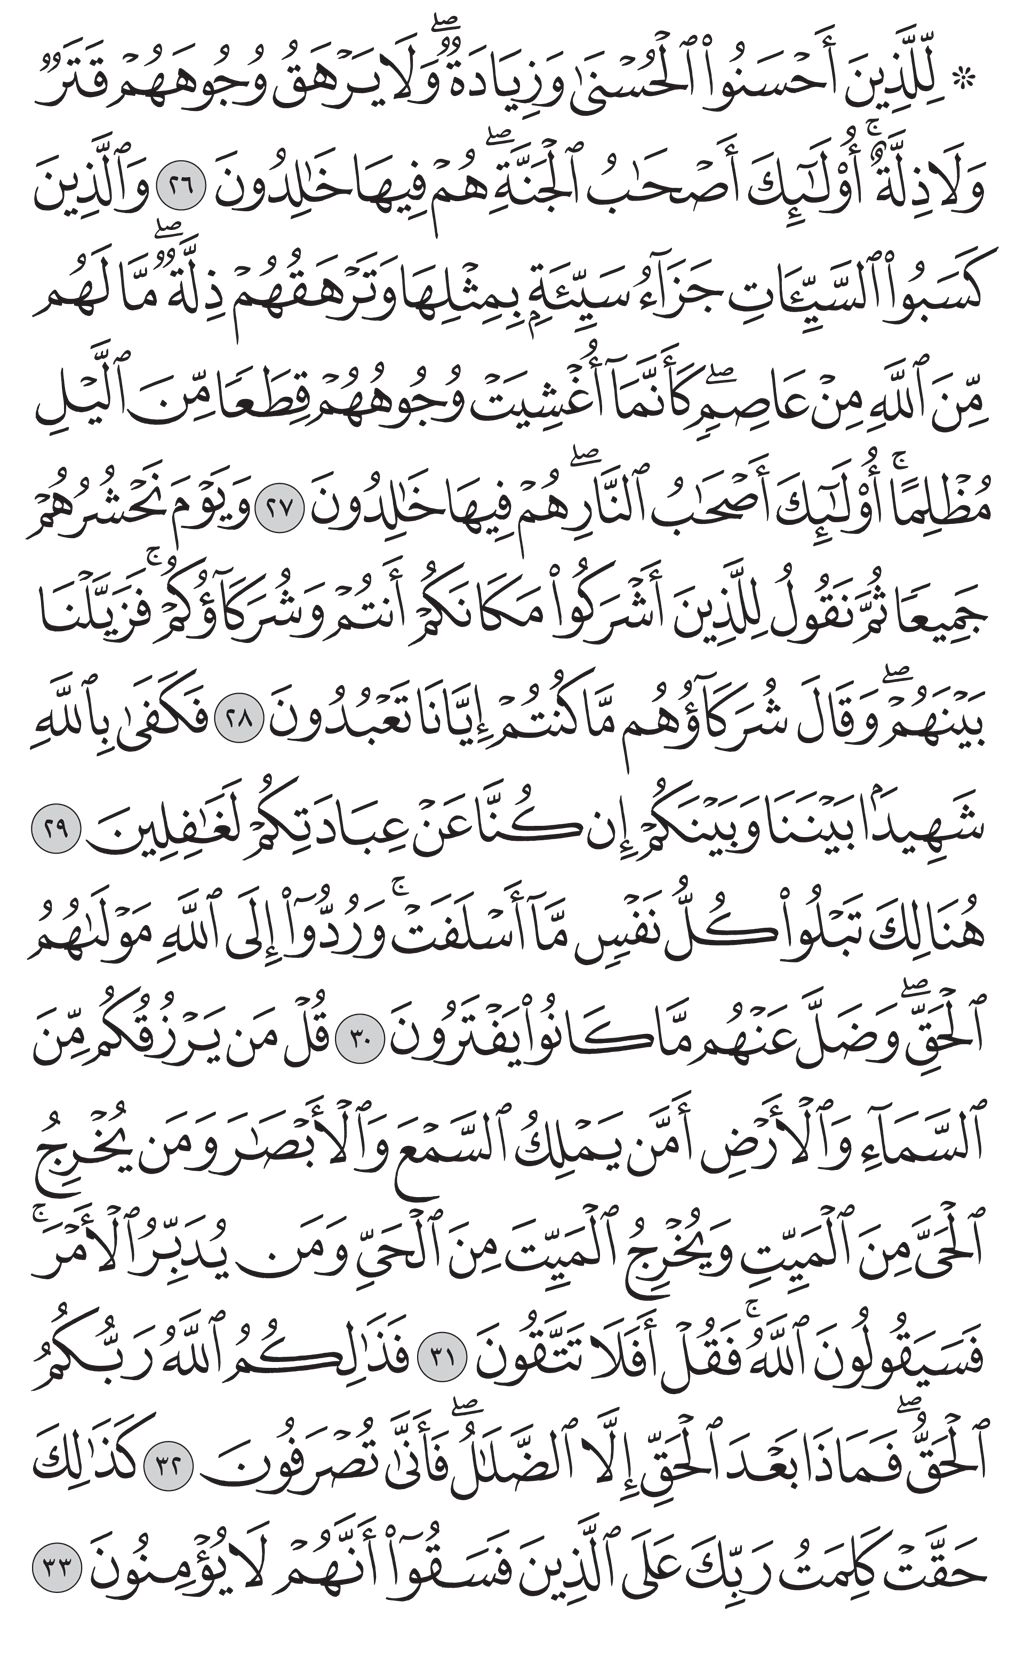 ۞ لِّلَّذِينَ أَحْسَنُوا۟ ٱلْحُسْنَىٰ وَزِيَادَةٌ ۖ وَلَا يَرْهَقُ وُجُوهَهُمْ قَتَرٌ
وَلَا ذِلَّةٌ ۚ أُو۟لَـٰٓئِكَ أَصْحَـٰبُ ٱلْجَنَّةِ ۖ هُمْ فِيهَا خَـٰلِدُونَ ٢٦ وَٱلَّذِينَ
كَسَبُوا۟ ٱلسَّيِّـَٔاتِ جَزَآءُ سَيِّئَةٍۭ بِمِثْلِهَا وَتَرْهَقُهُمْ ذِلَّةٌ ۖ مَّا لَهُم
مِّنَ ٱللَّهِ مِنْ عَاصِمٍ ۖ كَأَنَّمَآ أُغْشِيَتْ وُجُوهُهُمْ قِطَعًا مِّنَ ٱلَّيْلِ
مُظْلِمًا ۚ أُو۟لَـٰٓئِكَ أَصْحَـٰبُ ٱلنَّارِ ۖ هُمْ فِيهَا خَـٰلِدُونَ ٢٧ وَيَوْمَ نَحْشُرُهُمْ
جَمِيعًا ثُمَّ نَقُولُ لِلَّذِينَ أَشْرَكُوا۟ مَكَانَكُمْ أَنتُمْ وَشُرَكَآؤُكُمْ ۚ فَزَيَّلْنَا
بَيْنَهُمْ ۖ وَقَالَ شُرَكَآؤُهُم مَّا كُنتُمْ إِيَّانَا تَعْبُدُونَ ٢٨ فَكَفَىٰ بِٱللَّهِ
شَهِيدًۢا بَيْنَنَا وَبَيْنَكُمْ إِن كُنَّا عَنْ عِبَادَتِكُمْ لَغَـٰفِلِينَ ٢٩
هُنَالِكَ تَبْلُوا۟ كُلُّ نَفْسٍ مَّآ أَسْلَفَتْ ۚ وَرُدُّوٓا۟ إِلَى ٱللَّهِ مَوْلَىٰهُمُ
ٱلْحَقِّ ۖ وَضَلَّ عَنْهُم مَّا كَانُوا۟ يَفْتَرُونَ ٣٠ قُلْ مَن يَرْزُقُكُم مِّنَ
ٱلسَّمَآءِ وَٱلْأَرْضِ أَمَّن يَمْلِكُ ٱلسَّمْعَ وَٱلْأَبْصَـٰرَ وَمَن يُخْرِجُ
ٱلْحَىَّ مِنَ ٱلْمَيِّتِ وَيُخْرِجُ ٱلْمَيِّتَ مِنَ ٱلْحَىِّ وَمَن يُدَبِّرُ ٱلْأَمْرَ ۚ
فَسَيَقُولُونَ ٱللَّهُ ۚ فَقُلْ أَفَلَا تَتَّقُونَ ٣١ فَذَٰلِكُمُ ٱللَّهُ رَبُّكُمُ
ٱلْحَقُّ ۖ فَمَاذَا بَعْدَ ٱلْحَقِّ إِلَّا ٱلضَّلَـٰلُ ۖ فَأَنَّىٰ تُصْرَفُونَ ٣٢ كَذَٰلِكَ
حَقَّتْ كَلِمَتُ رَبِّكَ عَلَى ٱلَّذِينَ فَسَقُوٓا۟ أَنَّهُمْ لَا يُؤْمِنُونَ ٣٣